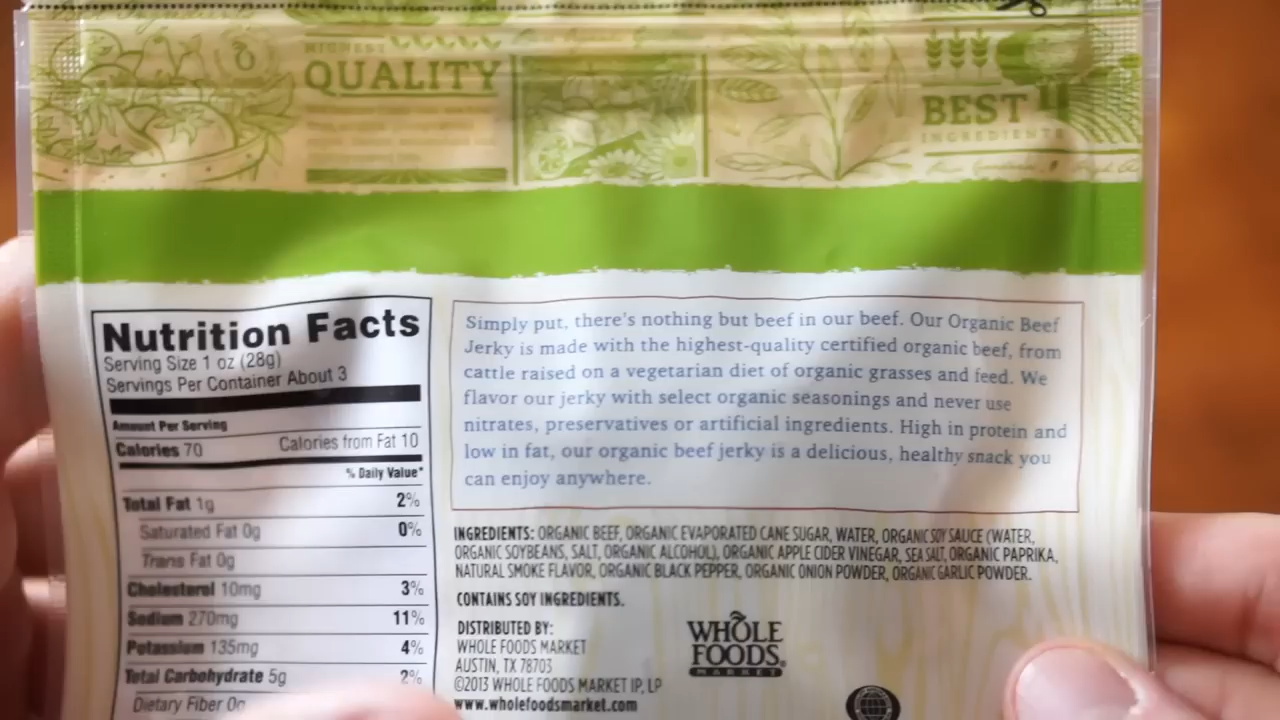 HIGHEST
QUALITY
BEST
INGREDIENTS
Nutrition Facts
Serving Size 1 oz (28g)
Servings Per Container About 3
Amount Per Serving
Calories 70 Calories from Fat 10
% Daily Value*
Total Fat 1g 2%
Saturated Fat 0g 0%
Trans Fat 0g
Cholesterol 10mg 3%
Sodium 270mg 11%
Potassium 135mg 4%
Total Carbohydrate 5g 2%
Dietary Fiber 0g
Simply put, there's nothing but beef in our beef. Our Organic Beef
Jerky is made with the highest-quality certified organic beef, from
cattle raised on a vegetarian diet of organic grasses and feed. We
flavor our jerky with select organic seasonings and never use
nitrates, preservatives or artificial ingredients. High in protein and
low in fat, our organic beef jerky is a delicious, healthy snack you
can enjoy anywhere.
INGREDIENTS: ORGANIC BEEF, ORGANIC EVAPORATED CANE SUGAR, WATER, ORGANIC SOY SAUCE (WATER,
ORGANIC SOYBEANS, SALT, ORGANIC ALCOHOL), ORGANIC APPLE CIDER VINEGAR, SEA SALT, ORGANIC PAPRIKA,
NATURAL SMOKE FLAVOR, ORGANIC BLACK PEPPER, ORGANIC ONION POWDER, ORGANIC GARLIC POWDER.
CONTAINS SOY INGREDIENTS.
DISTRIBUTED BY:
WHOLE FOODS MARKET
AUSTIN, TX 78703
©2013 WHOLE FOODS MARKET IP, LP
www.wholefoodsmarket.com
WHOLE
FOODS®
MARKET